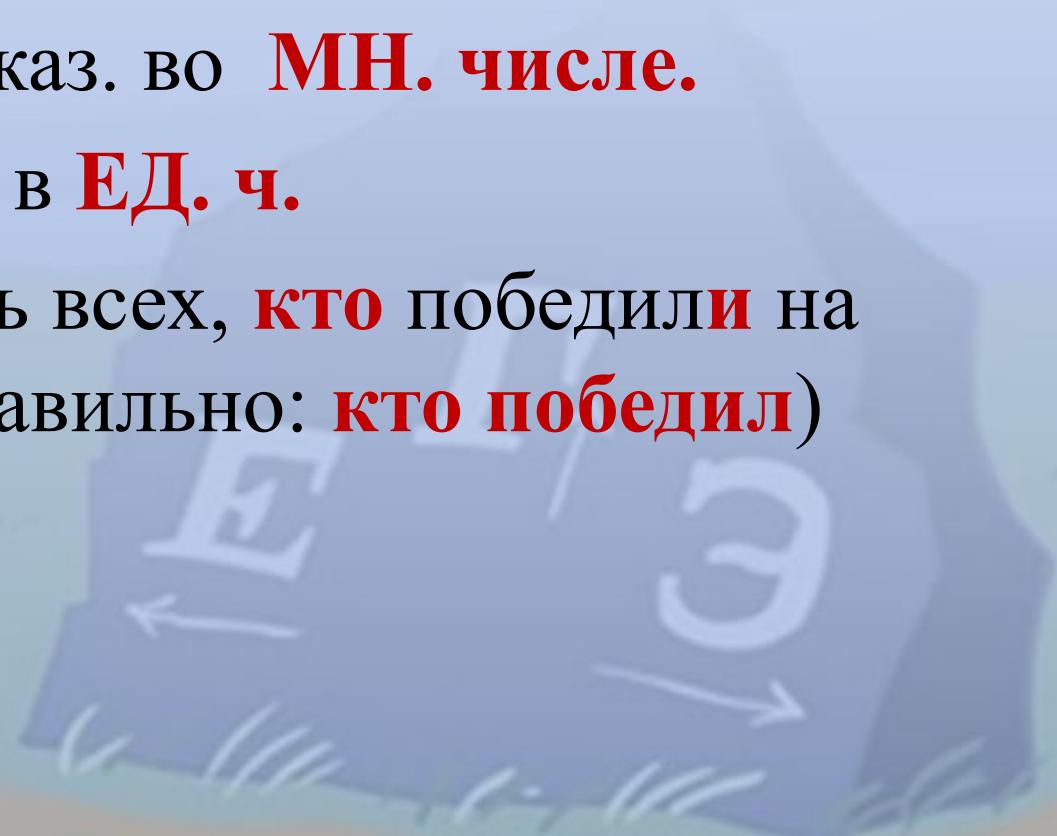 каз. во МН. числе.
в ЕД. ч.
ь всех, кто победили на
авильно: кто победил)
Е Г Э